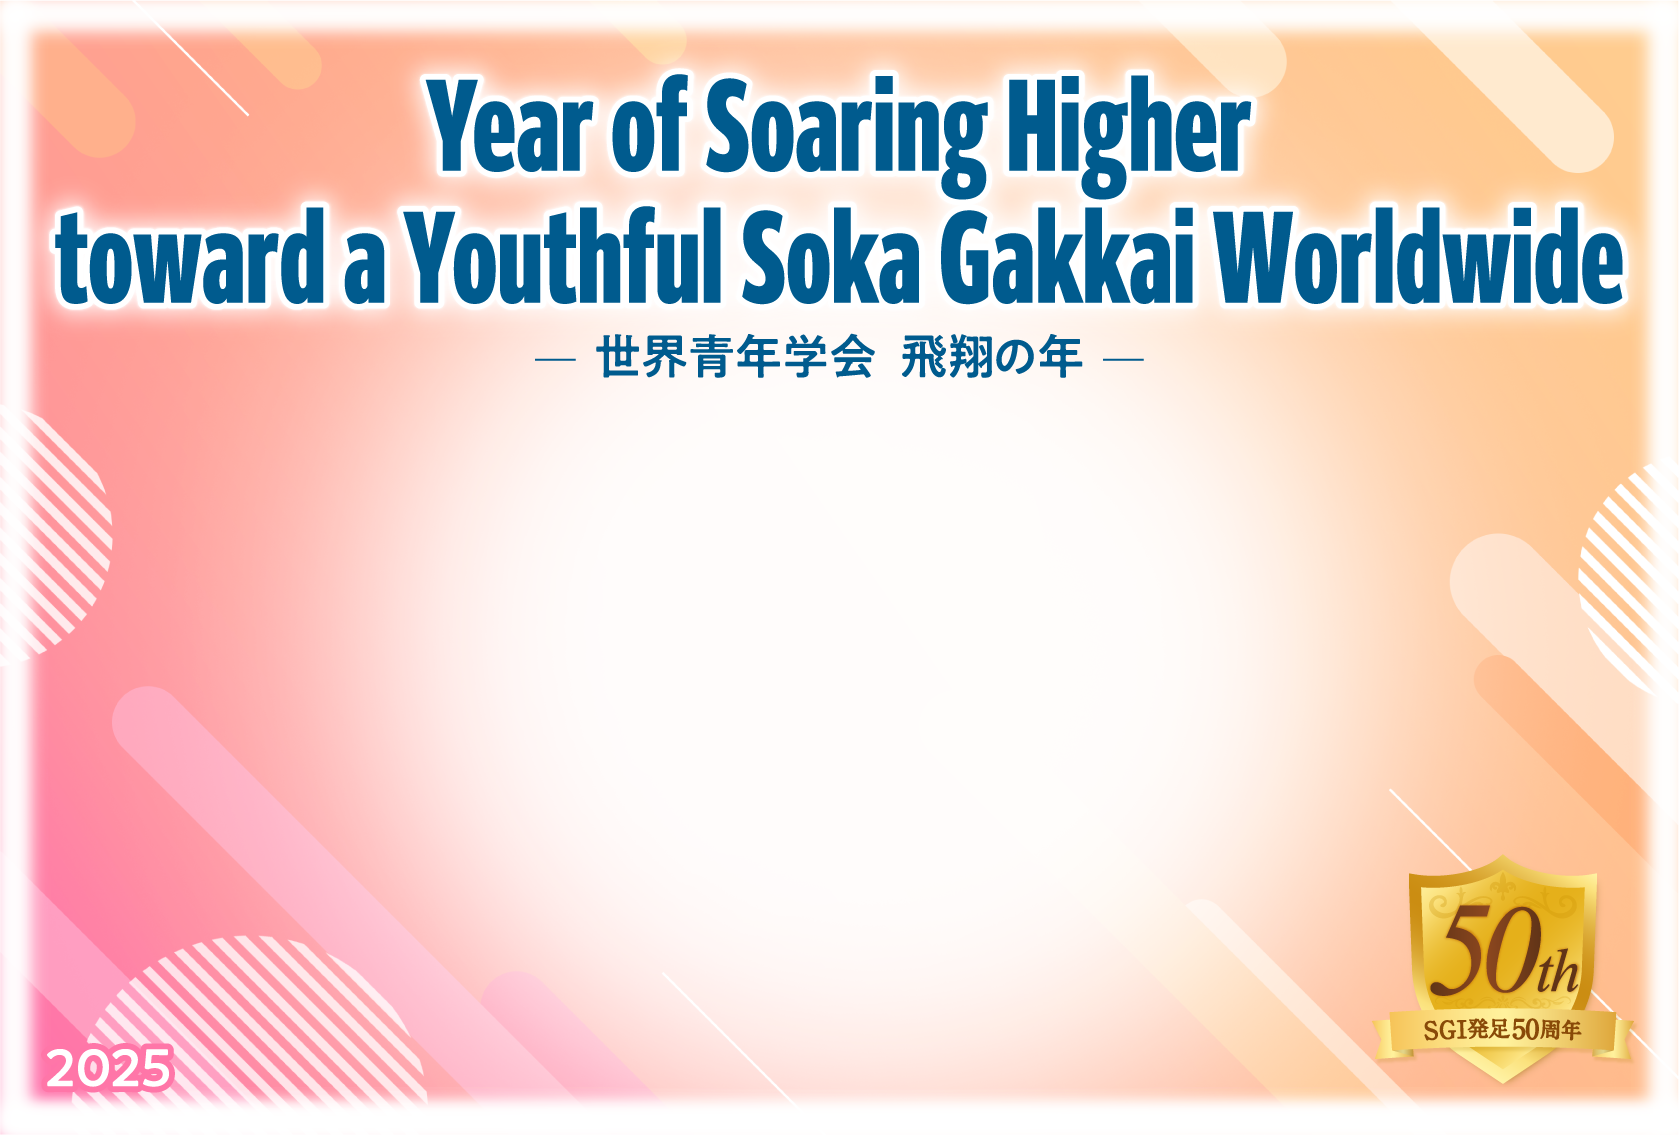 Year of Soaring Higher
toward a Youthful Soka Gakkai Worldwide
— 世界青年学会 飛翔の年 —
50th
SGI発足50周年
2025